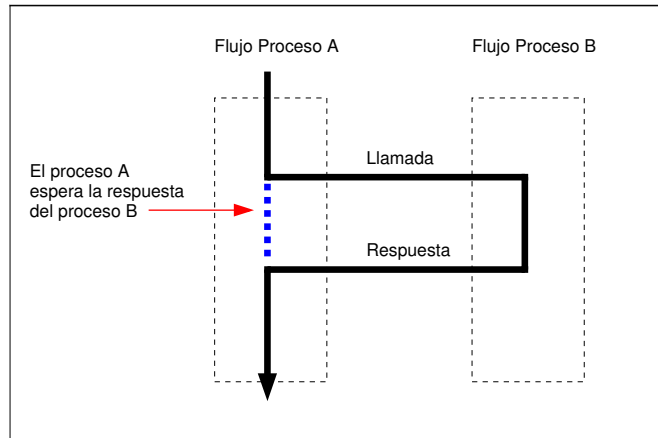 Flujo Proceso A
Flujo Proceso B
Llamada
El proceso A
espera la respuesta
del proceso B
Respuesta